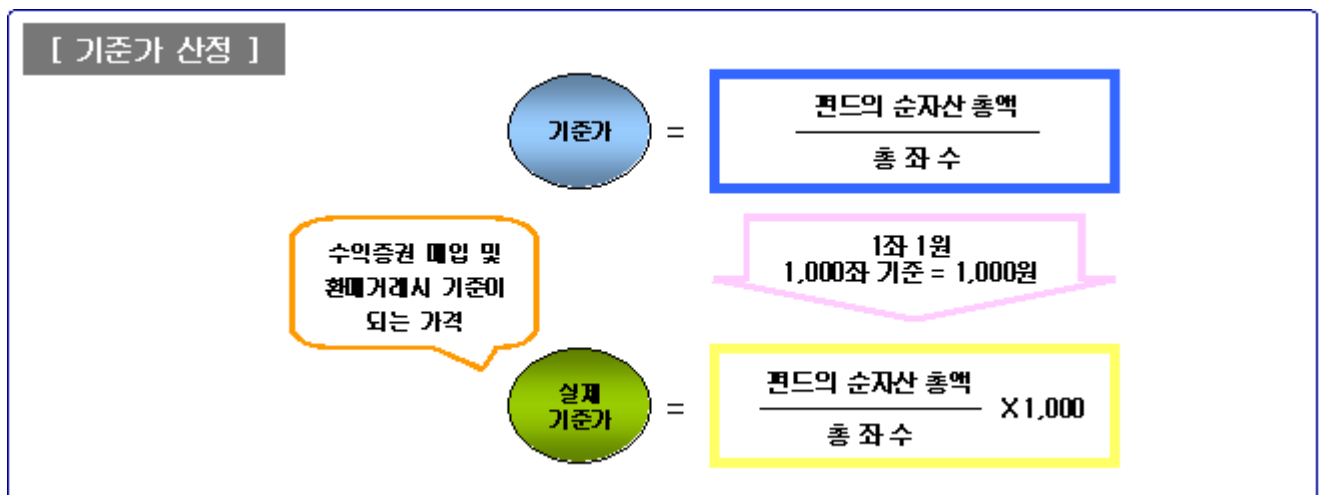 [ 기준가 산정 ]
기준가 =
펀드의 순자산 총액
총 좌 수
1좌 1원
1,000좌 기준 = 1,000원
수익증권 매입 및
환매거래시 기준이
되는 가격
실제
기준가 =
펀드의 순자산 총액
총 좌 수
X 1,000